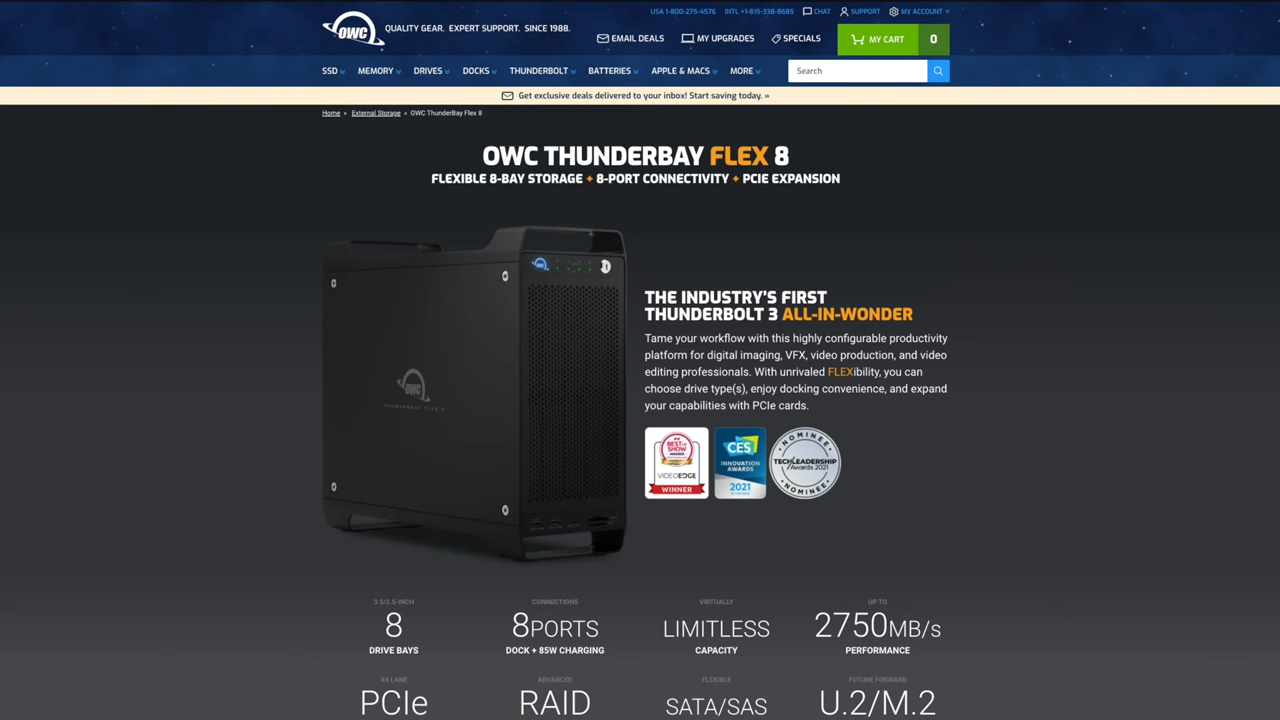 USA 1-800-275-4576 INTL +1-815-338-8685 CHAT SUPPORT MY ACCOUNT
OWC QUALITY GEAR. EXPERT SUPPORT. SINCE 1988.
EMAIL DEALS MY UPGRADES SPECIALS MY CART 0
SSD MEMORY DRIVES DOCKS THUNDERBOLT BATTERIES APPLE & MACS MORE Search
Get exclusive deals delivered to your inbox! Start saving today. »
Home » External Storage » OWC ThunderBay Flex 8
OWC THUNDERBAY FLEX 8
FLEXIBLE 8-BAY STORAGE + 8-PORT CONNECTIVITY + PCIE EXPANSION
OWC
THUNDERBAY FLEX 8
THE INDUSTRY'S FIRST
THUNDERBOLT 3 ALL-IN-WONDER
Tame your workflow with this highly configurable productivity
platform for digital imaging, VFX, video production, and video
editing professionals. With unrivaled FLEXibility, you can
choose drive type(s), enjoy docking convenience, and expand
your capabilities with PCIe cards.
BEST OF
SHOW
VIDEOEDGE
WINNER
CES
INNOVATION
AWARDS
2021
NOMINEE
TECHLEADERSHIP
Awards 2021
NOMINEE
3.5/2.5-INCH CONNECTIONS VIRTUALLY UP TO
8 8PORTS LIMITLESS 2750MB/s
DRIVE BAYS DOCK + 85W CHARGING CAPACITY PERFORMANCE
X4 LANE ADVANCED FLEXIBLE FUTURE FORWARD
PCIe RAID SATA/SAS U.2/M.2